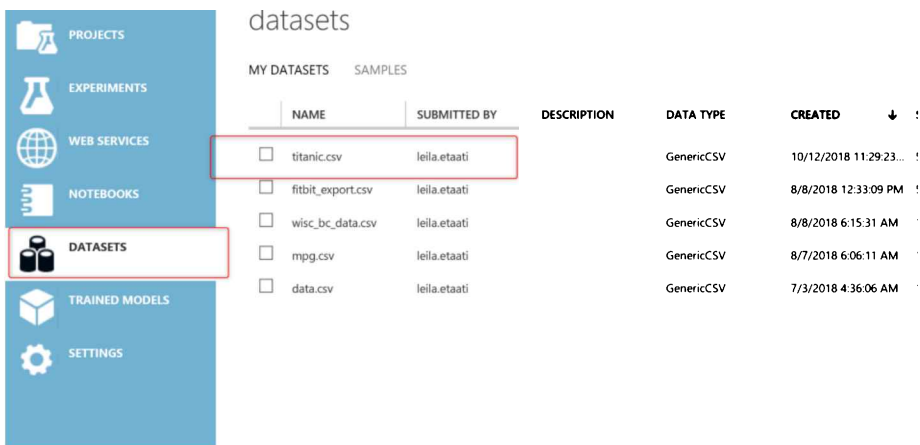 datasets
PROJECTS
MY DATASETS SAMPLES
EXPERIMENTS
NAME SUBMITTED BY DESCRIPTION DATA TYPE CREATED ↓
WEB SERVICES
titanic.csv leila.etaati GenericCSV 10/12/2018 11:29:23...
NOTEBOOKS
fitbit_export.csv leila.etaati GenericCSV 8/8/2018 12:33:09 PM
wisc_bc_data.csv leila.etaati GenericCSV 8/8/2018 6:15:31 AM
DATASETS
mpg.csv leila.etaati GenericCSV 8/7/2018 6:06:11 AM
data.csv leila.etaati GenericCSV 7/3/2018 4:36:06 AM
TRAINED MODELS
SETTINGS